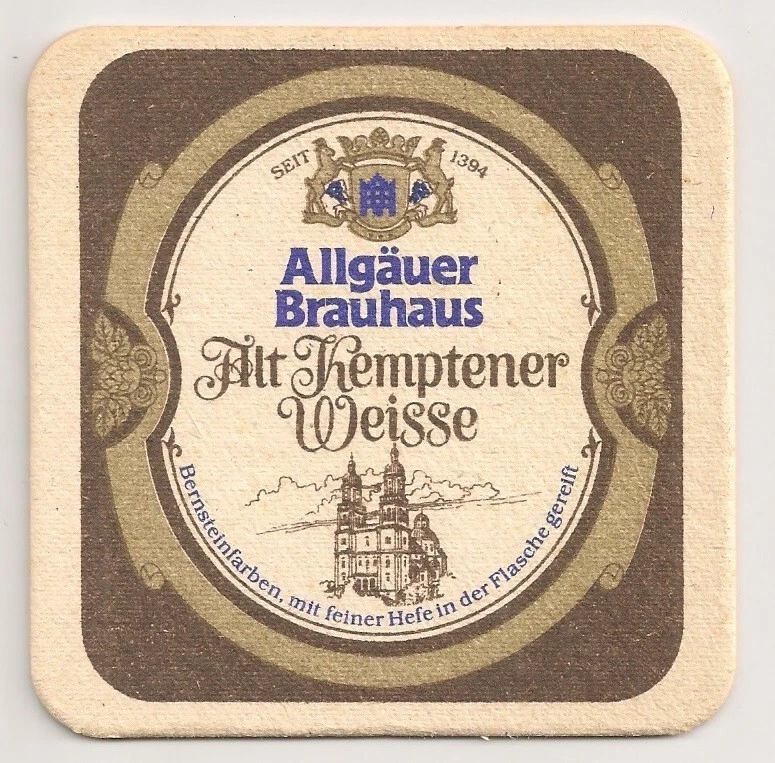 SEIT 1394
Allgäuer
Brauhaus
Alt Kemptener
Weisse
Bernsteinfarben, mit feiner Hefe in der Flasche gereift